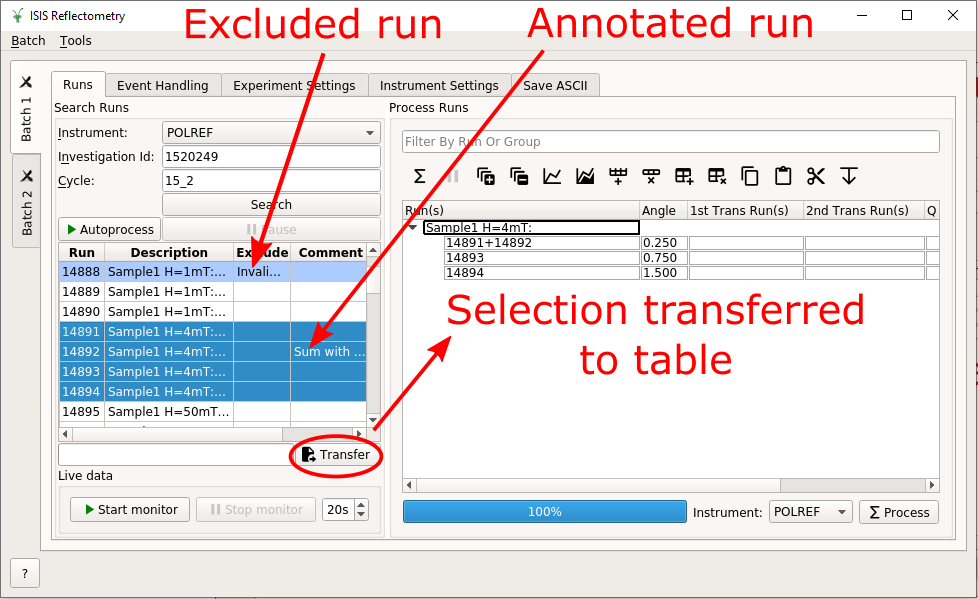 ISIS Reflectometry
Excluded run
Annotated run
Batch Tools
Batch 1
Batch 2
Runs Event Handling Experiment Settings Instrument Settings Save ASCII
Search Runs
Instrument: POLREF
Investigation Id: 1520249
Cycle: 15_2
Search
Autoprocess
Run Description Exclude Comment
14888 Sample1 H=1mT:... Invali...
14889 Sample1 H=1mT:...
14890 Sample1 H=1mT:...
14891 Sample1 H=4mT:...
14892 Sample1 H=4mT:... Sum with ...
14893 Sample1 H=4mT:...
14894 Sample1 H=4mT:...
14895 Sample1 H=50mT...
Transfer
Live data
Start monitor Stop monitor 20s
?
Process Runs
Filter By Run Or Group
Run(s) Angle 1st Trans Run(s) 2nd Trans Run(s) Q
Sample1 H=4mT:
14891+14892 0.250
14893 0.750
14894 1.500
Selection transferred
to table
100% Instrument: POLREF Σ Process